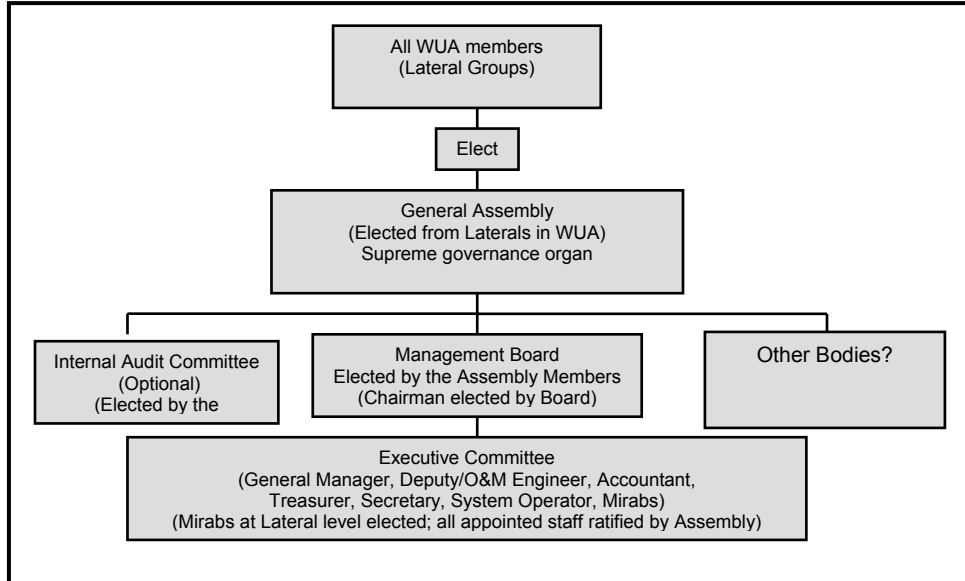 All WUA members
(Lateral Groups)
Elect
General Assembly
(Elected from Laterals in WUA)
Supreme governance organ
Internal Audit Committee
(Optional)
(Elected by the
Management Board
Elected by the Assembly Members
(Chairman elected by Board)
Other Bodies?
Executive Committee
(General Manager, Deputy/O&M Engineer, Accountant,
Treasurer, Secretary, System Operator, Mirabs)
(Mirabs at Lateral level elected; all appointed staff ratified by Assembly)